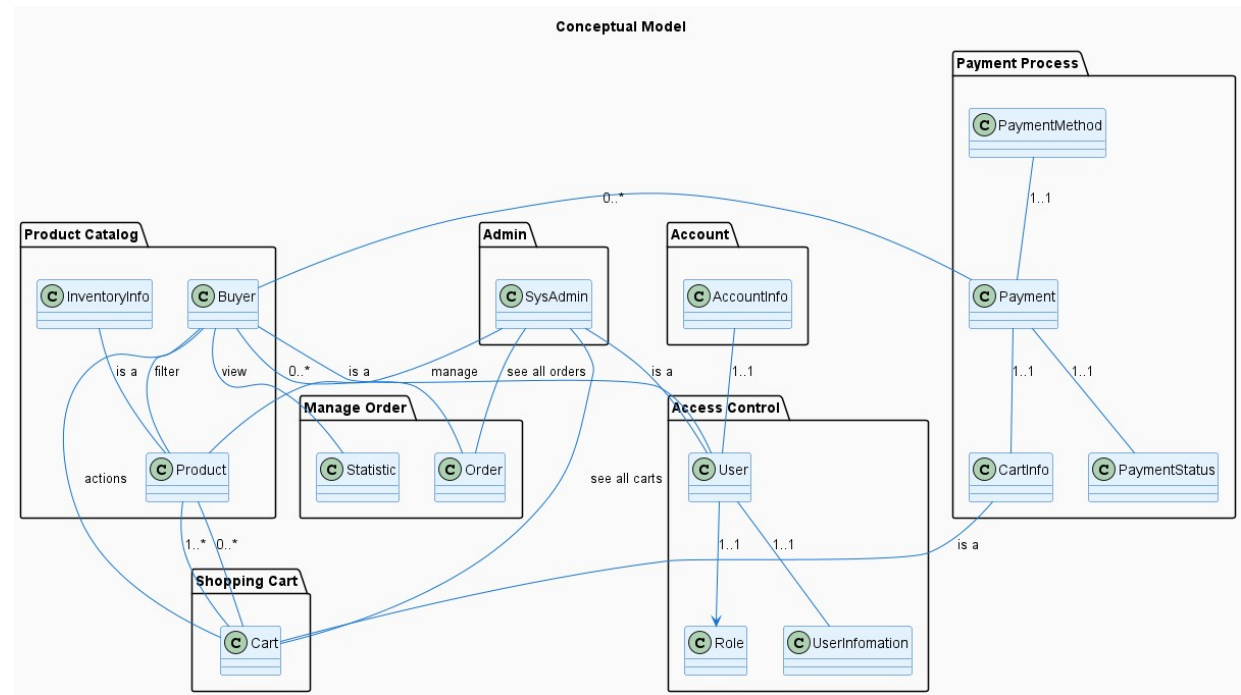 Conceptual Model
Payment Process
C PaymentMethod
0..*
1..1
Product Catalog
Admin
Account
C InventoryInfo
C Buyer
C SysAdmin
C AccountInfo
C Payment
is a
filter
view
0..*
is a
manage
see all orders
is a
1..1
1..1
1..1
Manage Order
Access Control
C Product
C Statistic
C Order
C User
C CartInfo
C PaymentStatus
actions
see all carts
1..*
0..*
1..1
1..1
is a
Shopping Cart
C Cart
C Role
C UserInfomation